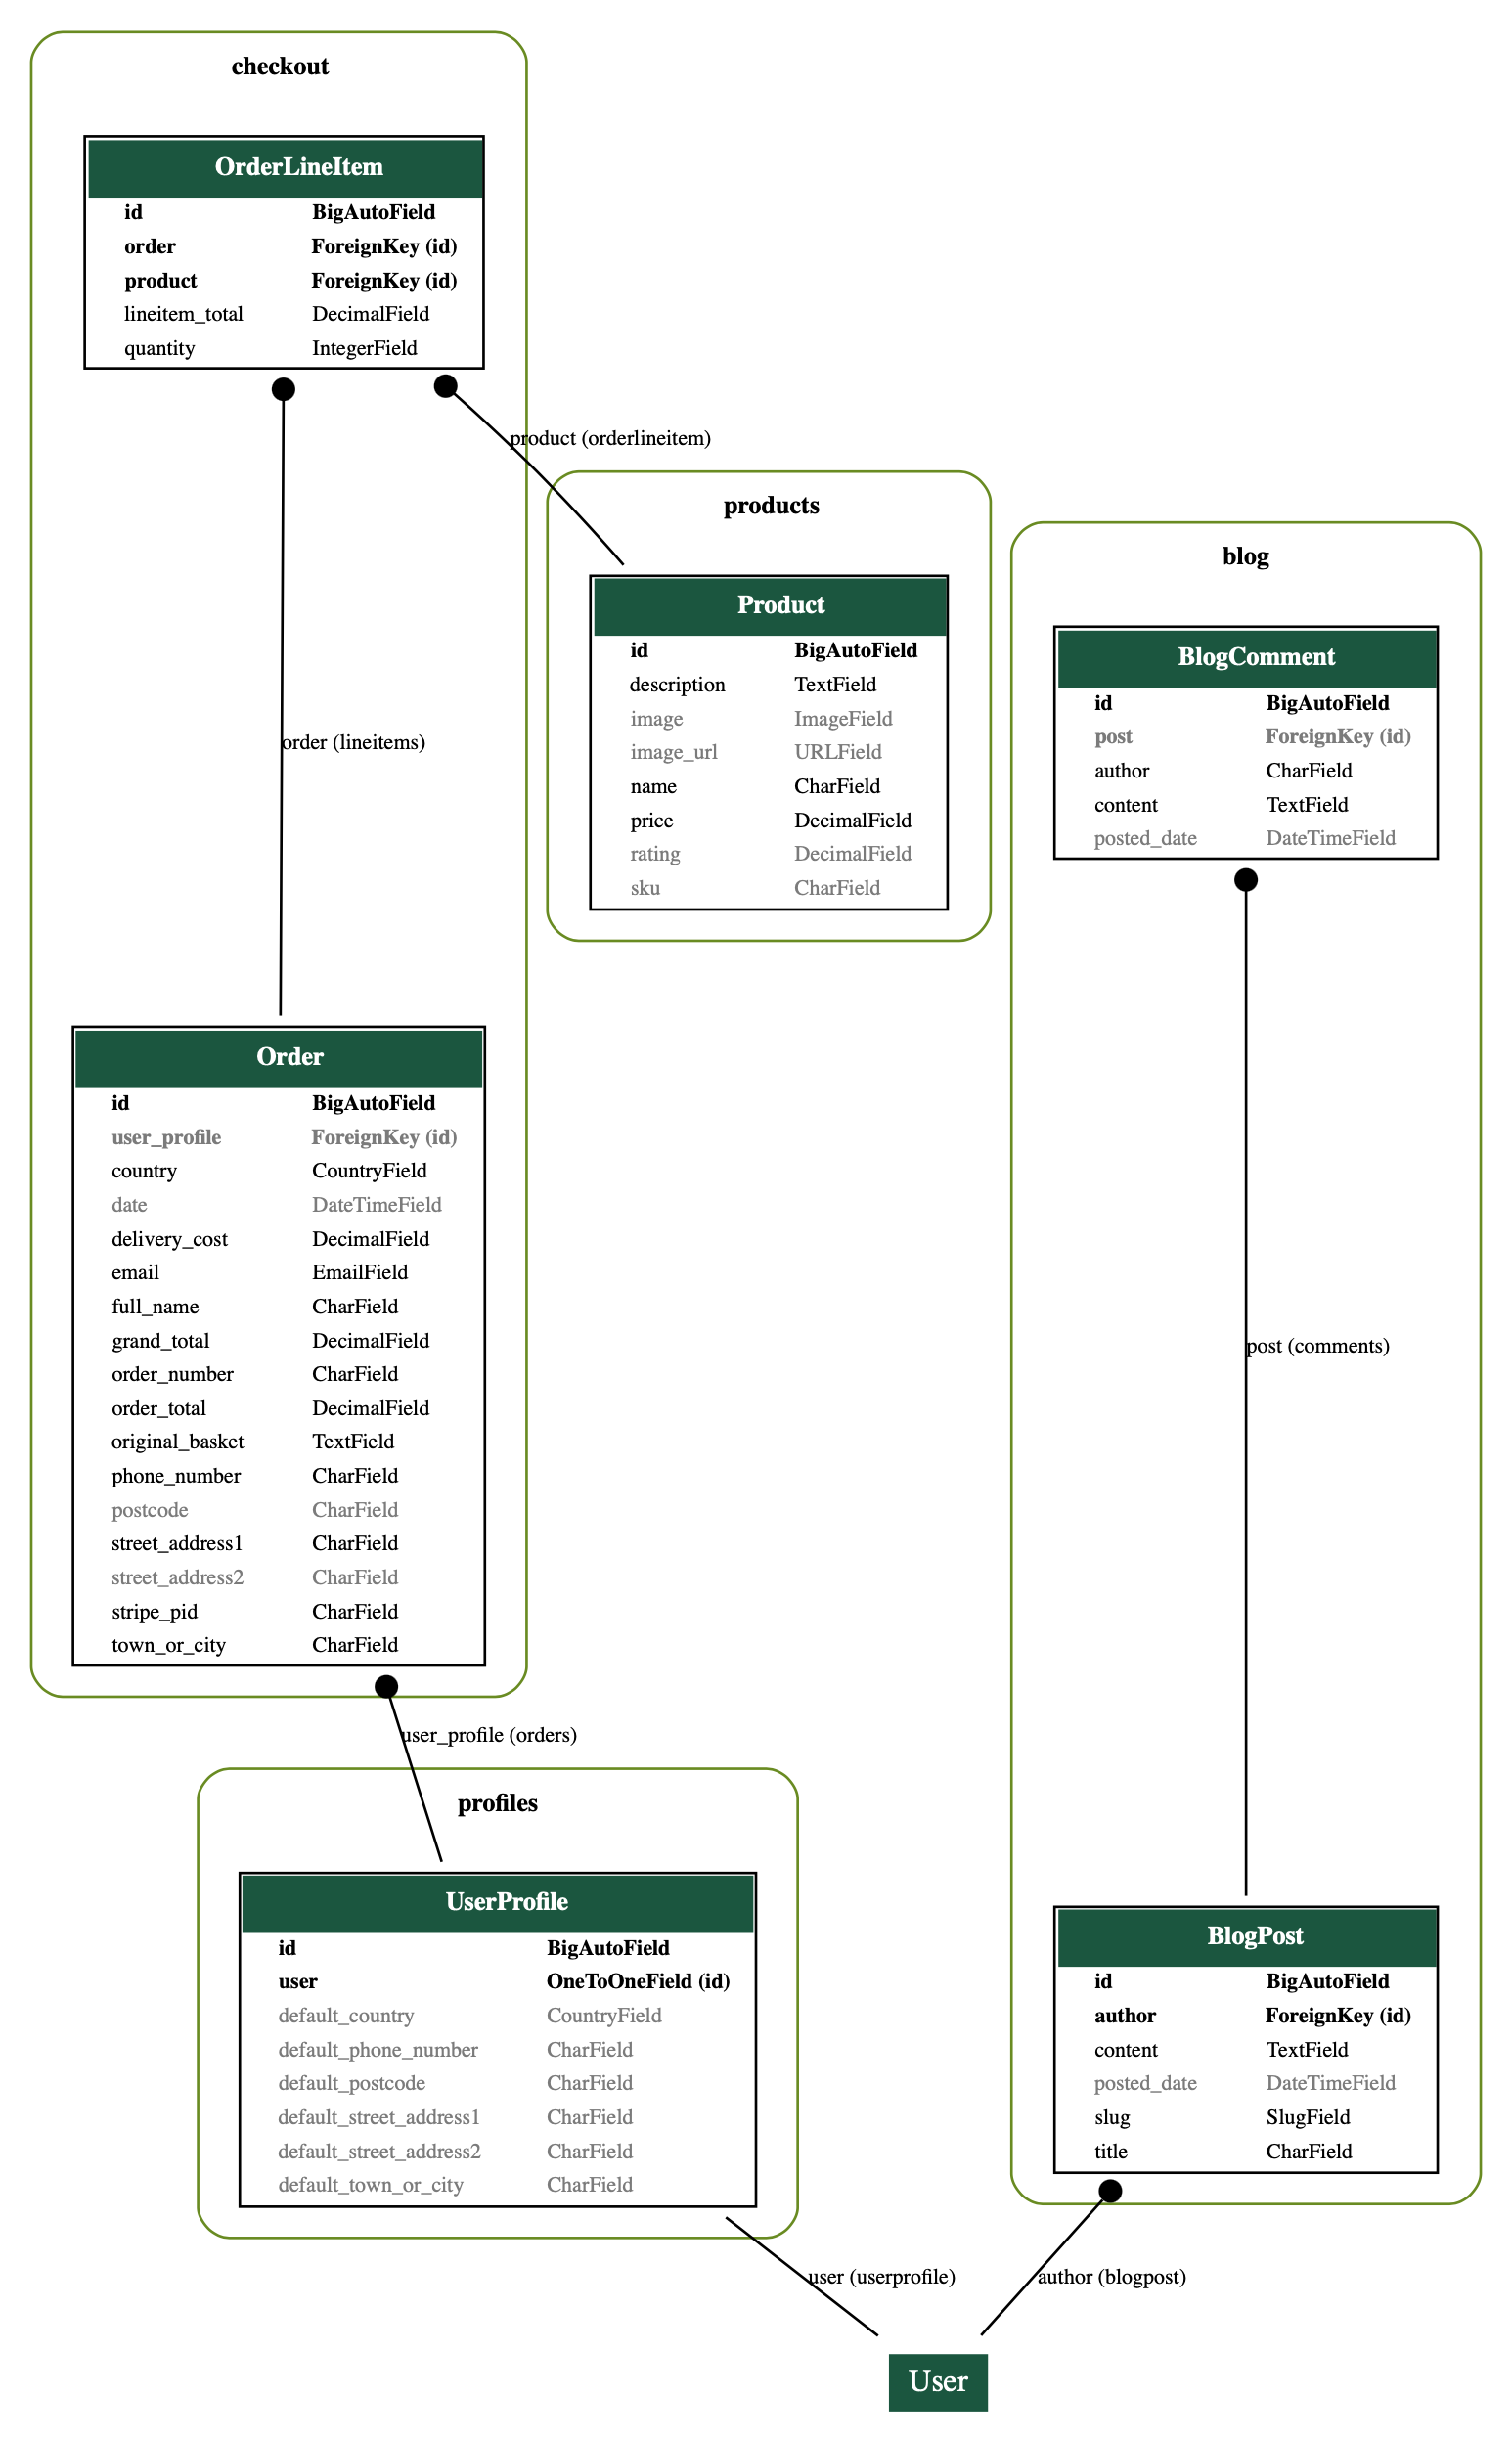 checkout
OrderLineItem
id BigAutoField
order ForeignKey (id)
product ForeignKey (id)
lineitem_total DecimalField
quantity IntegerField
product (orderlineitem)
products
Product
id BigAutoField
description TextField
image ImageField
image_url URLField
name CharField
price DecimalField
rating DecimalField
sku CharField
blog
BlogComment
id BigAutoField
post ForeignKey (id)
author CharField
content TextField
posted_date DateTimeField
order (lineitems)
Order
id BigAutoField
user_profile ForeignKey (id)
country CountryField
date DateTimeField
delivery_cost DecimalField
email EmailField
full_name CharField
grand_total DecimalField
order_number CharField
order_total DecimalField
original_basket TextField
phone_number CharField
postcode CharField
street_address1 CharField
street_address2 CharField
stripe_pid CharField
town_or_city CharField
post (comments)
user_profile (orders)
profiles
UserProfile
id BigAutoField
user OneToOneField (id)
default_country CountryField
default_phone_number CharField
default_postcode CharField
default_street_address1 CharField
default_street_address2 CharField
default_town_or_city CharField
BlogPost
id BigAutoField
author ForeignKey (id)
content TextField
posted_date DateTimeField
slug SlugField
title CharField
user (userprofile)
author (blogpost)
User